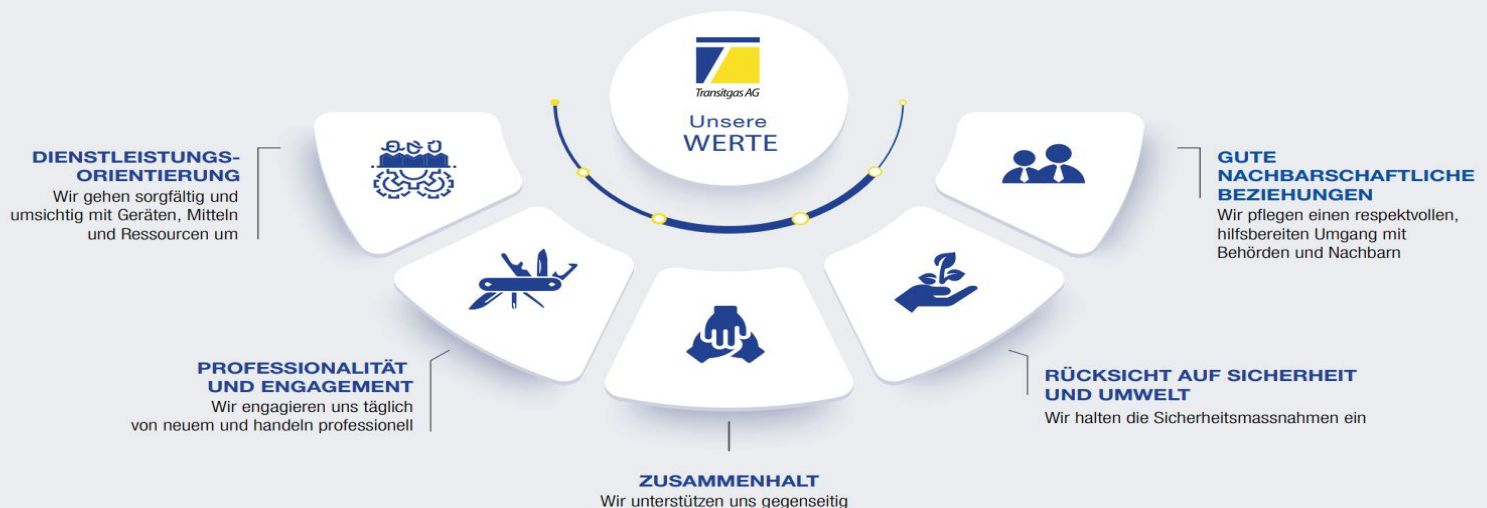 Transitgas AG
Unsere
WERTE
DIENSTLEISTUNGS-
ORIENTIERUNG
Wir gehen sorgfältig und
umsichtig mit Geräten, Mitteln
und Ressourcen um
PROFESSIONALITÄT
UND ENGAGEMENT
Wir engagieren uns täglich
von neuem und handeln professionell
ZUSAMMENHALT
Wir unterstützen uns gegenseitig
RÜCKSICHT AUF SICHERHEIT
UND UMWELT
Wir halten die Sicherheitsmassnahmen ein
GUTE
NACHBARSCHAFTLICHE
BEZIEHUNGEN
Wir pflegen einen respektvollen,
hilfsbereiten Umgang mit
Behörden und Nachbarn